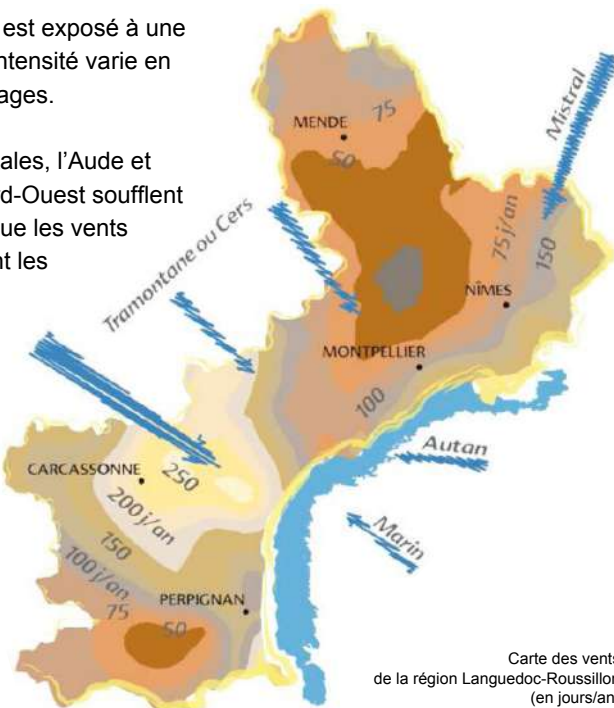 est exposé à une
ntensité varie en
ages.
ales, l'Aude et
rd-Ouest soufflent
ue les vents
nt les
Mistral
75
MENDE
50
Tramontane ou Cers
75 j/an
150
NÎMES
MONTPELLIER
100
Autan
250
CARCASSONNE
200 j/an
Marin
150
100 j/an
PERPIGNAN
75
50
Carte des vents
de la région Languedoc-Roussillon
(en jours/an